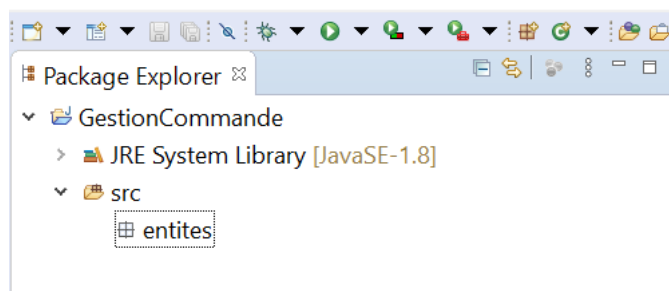 Package Explorer
GestionCommande
JRE System Library [JavaSE-1.8]
src
entites